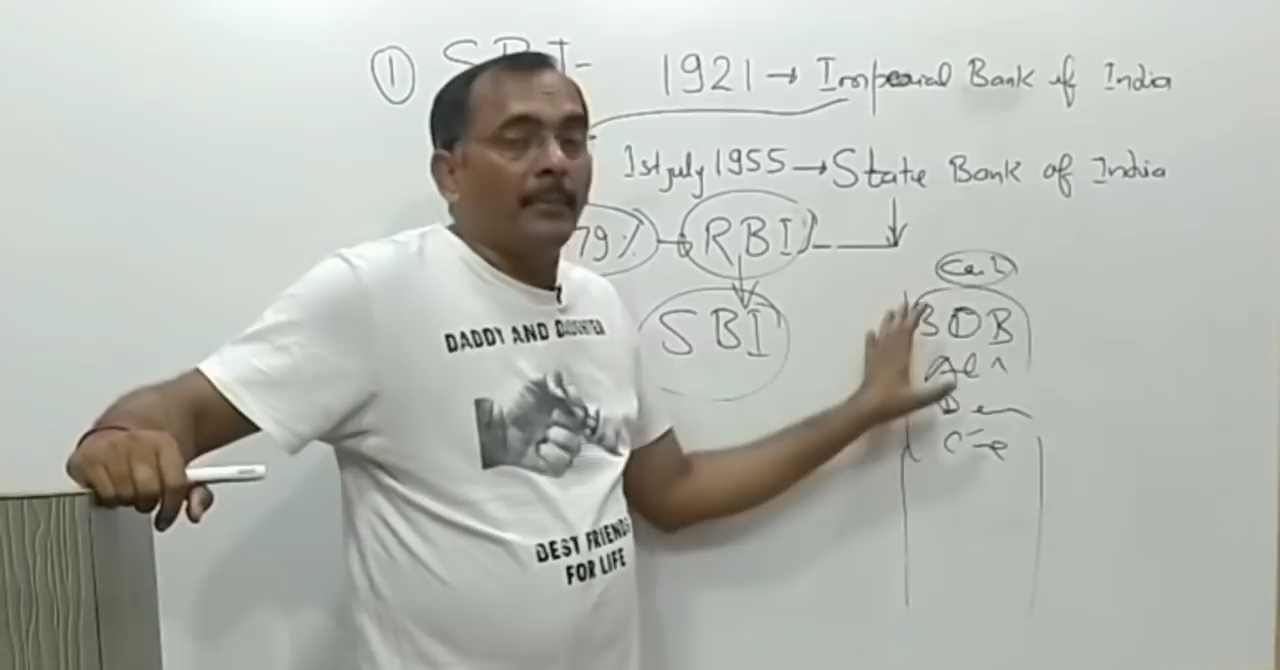 ① SBI-
1921 → Imperial Bank of India
1st july 1955 → State Bank of India
79% → RBI
SBI
BOB
DADDY AND DAUGHTER
BEST FRIENDS
FOR LIFE